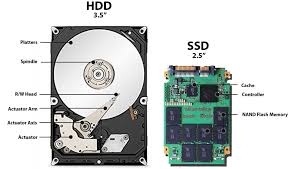 HDD
3.5"
Platters
Spindle
R/W Head
Actuator Arm
Actuator Axis
Actuator
SSD
2.5"
Cache
Controller
NAND Flash Memory